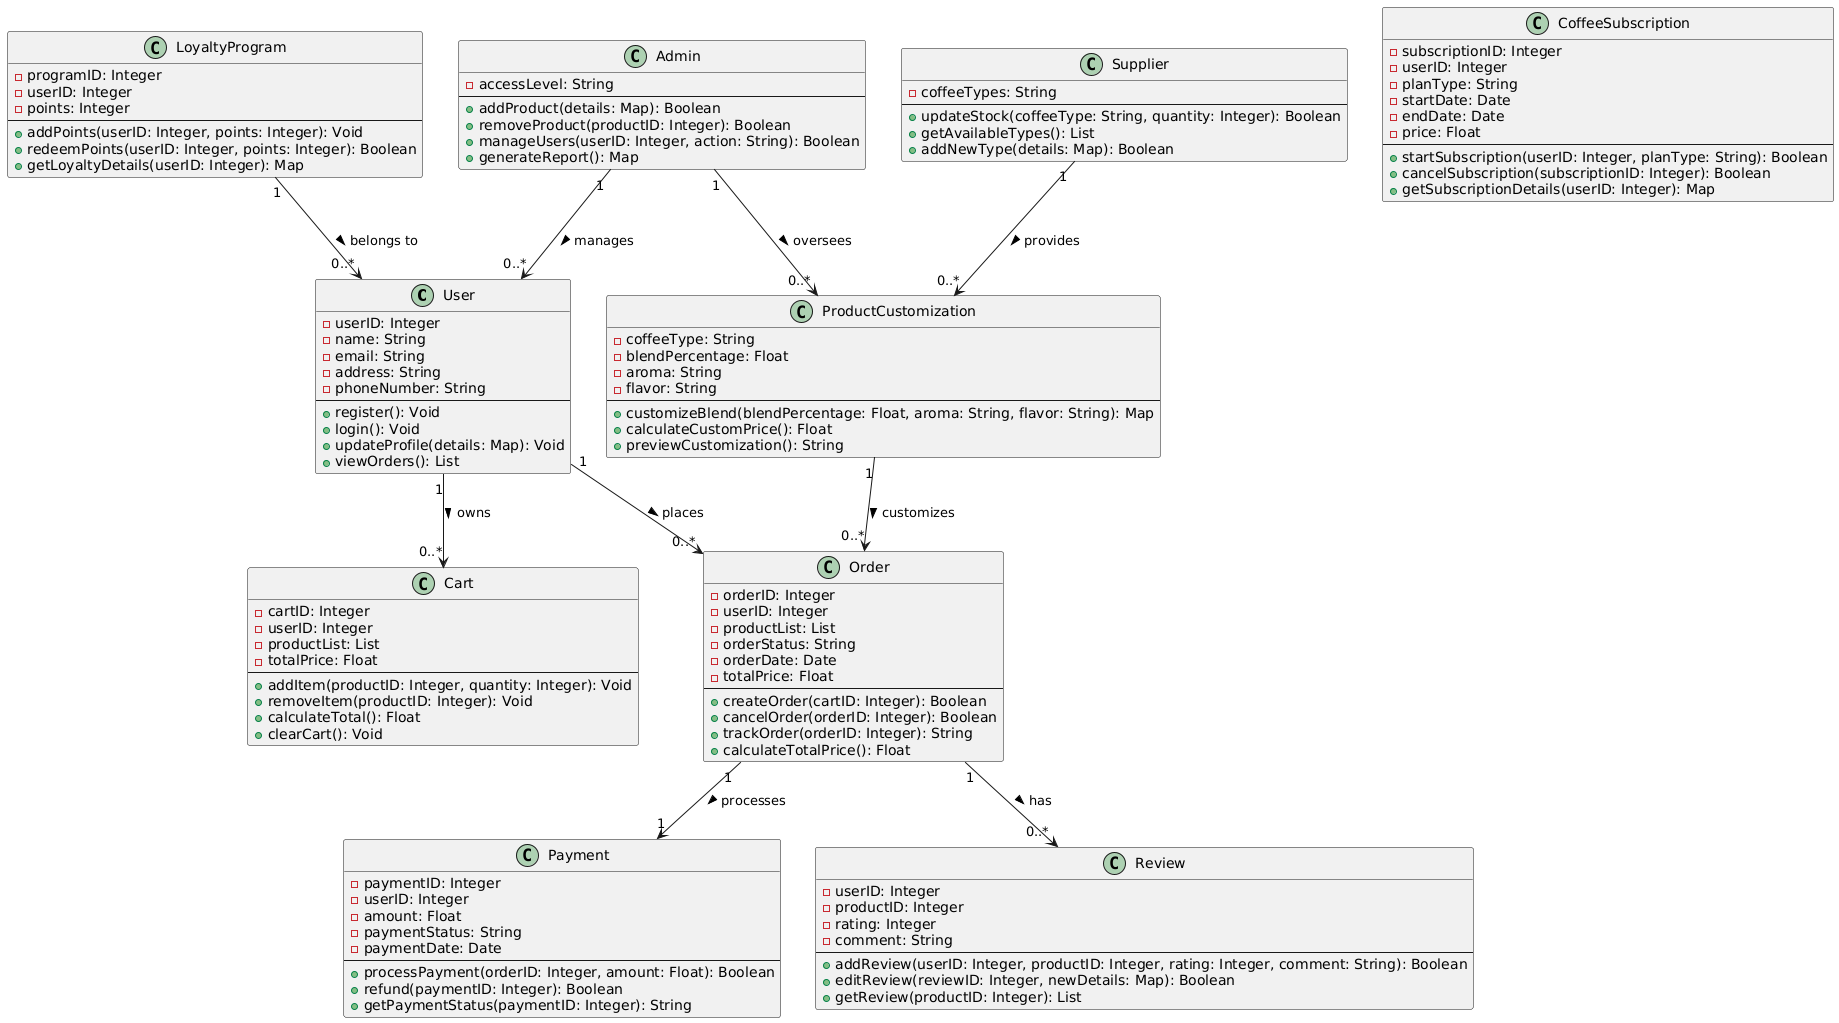 LoyaltyProgram
programID: Integer
userID: Integer
points: Integer
addPoints(userID: Integer, points: Integer): Void
redeemPoints(userID: Integer, points: Integer): Boolean
getLoyaltyDetails(userID: Integer): Map
C Admin
accessLevel: String
addProduct(details: Map): Boolean
removeProduct(productID: Integer): Boolean
manageUsers(userID: Integer, action: String): Boolean
generateReport(): Map
C Supplier
coffeeTypes: String
updateStock(coffeeType: String, quantity: Integer): Boolean
getAvailableTypes(): List
addNewType(details: Map): Boolean
C CoffeeSubscription
subscriptionID: Integer
userID: Integer
planType: String
startDate: Date
endDate: Date
price: Float
startSubscription(userID: Integer, planType: String): Boolean
cancelSubscription(subscriptionID: Integer): Boolean
getSubscriptionDetails(userID: Integer): Map
1
belongs to
0..*
1
manages
0..*
1
oversees
0..*
1
provides
0..*
C User
userID: Integer
name: String
email: String
address: String
phoneNumber: String
register(): Void
login(): Void
updateProfile(details: Map): Void
viewOrders(): List
C ProductCustomization
coffeeType: String
blendPercentage: Float
aroma: String
flavor: String
customizeBlend(blendPercentage: Float, aroma: String, flavor: String): Map
calculateCustomPrice(): Float
previewCustomization(): String
1
owns
0..*
1
places
0..*
1
customizes
0..*
C Cart
cartID: Integer
userID: Integer
productList: List
totalPrice: Float
addItem(productID: Integer, quantity: Integer): Void
removeItem(productID: Integer): Void
calculateTotal(): Float
clearCart(): Void
C Order
orderID: Integer
userID: Integer
productList: List
orderStatus: String
orderDate: Date
totalPrice: Float
createOrder(cartID: Integer): Boolean
cancelOrder(orderID: Integer): Boolean
trackOrder(orderID: Integer): String
calculateTotalPrice(): Float
1
processes
1
1
has
0..*
C Payment
paymentID: Integer
userID: Integer
amount: Float
paymentStatus: String
paymentDate: Date
processPayment(orderID: Integer, amount: Float): Boolean
refund(paymentID: Integer): Boolean
getPaymentStatus(paymentID: Integer): String
C Review
userID: Integer
productID: Integer
rating: Integer
comment: String
addReview(userID: Integer, productID: Integer, rating: Integer, comment: String): Boolean
editReview(reviewID: Integer, newDetails: Map): Boolean
getReview(productID: Integer): List